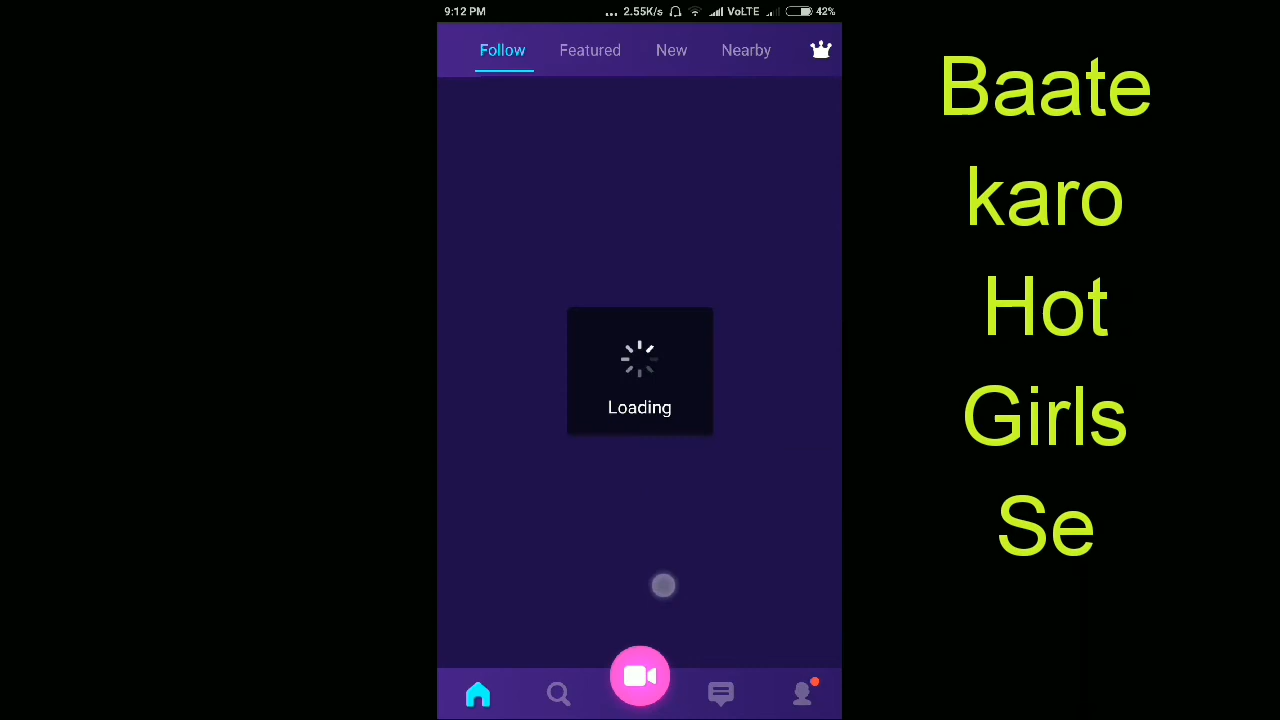 9:12 PM ... 2.55K/s VoLTE 42%
Follow Featured New Nearby
Loading
Baate
karo
Hot
Girls
Se